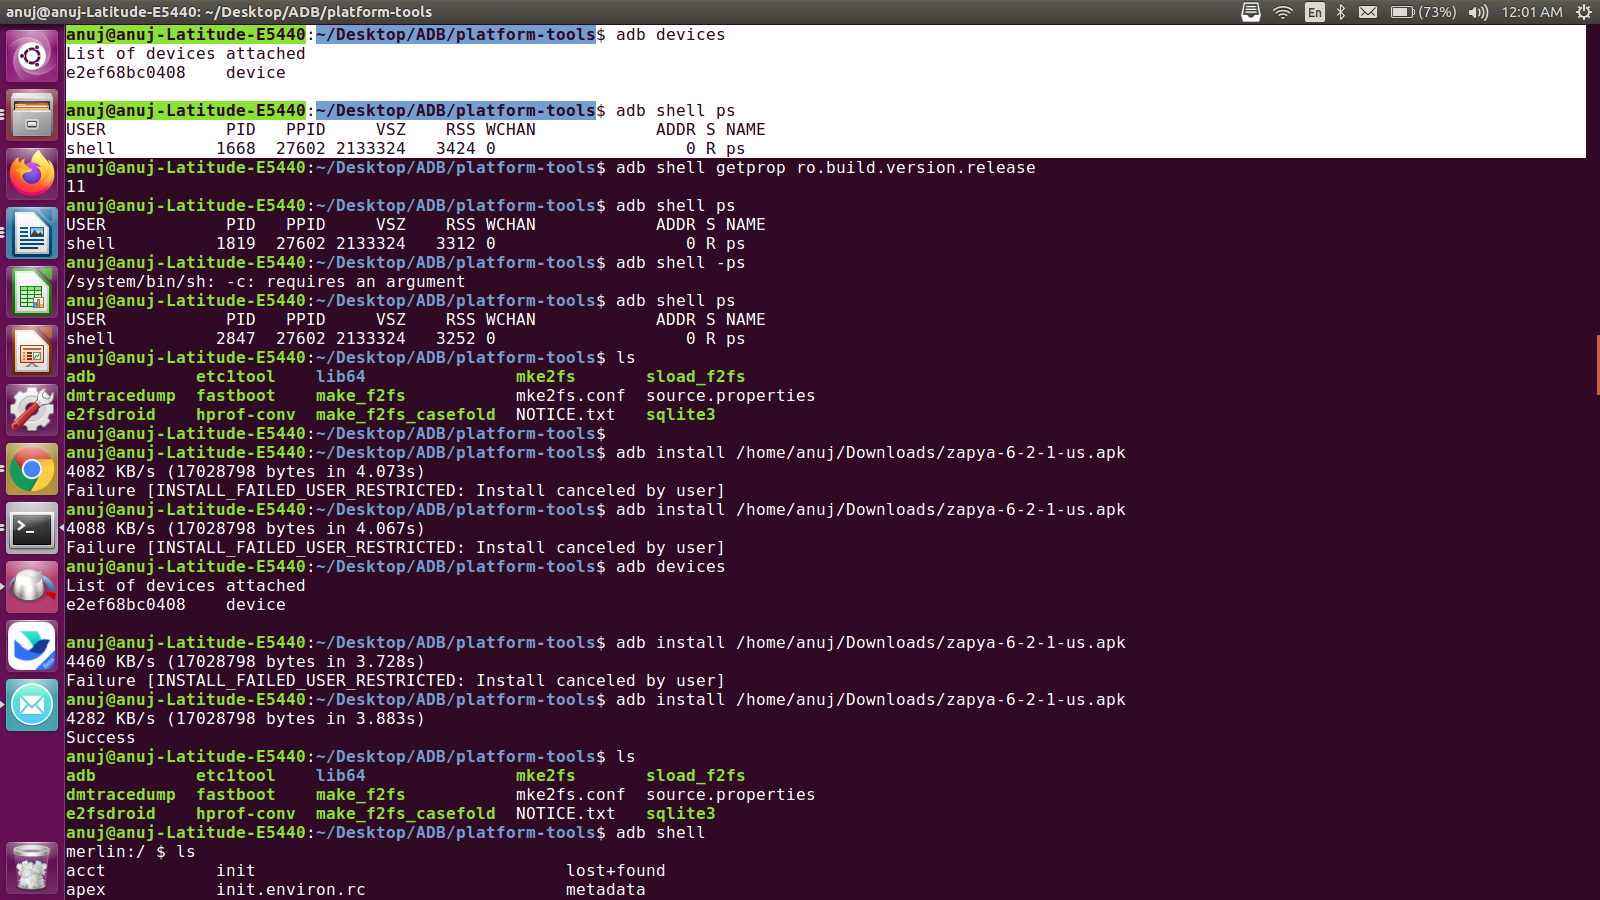 anuj@anuj-Latitude-E5440: ~/Desktop/ADB/platform-tools En (73%) 12:01 AM
anuj@anuj-Latitude-E5440:~/Desktop/ADB/platform-tools$ adb devices
List of devices attached
e2ef68bc0408    device
anuj@anuj-Latitude-E5440:~/Desktop/ADB/platform-tools$ adb shell ps
USER            PID   PPID     VSZ    RSS WCHAN            ADDR S NAME
shell          1668  27602 2133324   3424 0                   0 R ps
anuj@anuj-Latitude-E5440:~/Desktop/ADB/platform-tools$ adb shell getprop ro.build.version.release
11
anuj@anuj-Latitude-E5440:~/Desktop/ADB/platform-tools$ adb shell ps
USER            PID   PPID     VSZ    RSS WCHAN            ADDR S NAME
shell          1819  27602 2133324   3312 0                   0 R ps
anuj@anuj-Latitude-E5440:~/Desktop/ADB/platform-tools$ adb shell -ps
/system/bin/sh: -c: requires an argument
anuj@anuj-Latitude-E5440:~/Desktop/ADB/platform-tools$ adb shell ps
USER            PID   PPID     VSZ    RSS WCHAN            ADDR S NAME
shell          2847  27602 2133324   3252 0                   0 R ps
anuj@anuj-Latitude-E5440:~/Desktop/ADB/platform-tools$ ls
adb          etc1tool    lib64               mke2fs       sload_f2fs
dmtracedump  fastboot    make_f2fs           mke2fs.conf  source.properties
e2fsdroid    hprof-conv  make_f2fs_casefold  NOTICE.txt   sqlite3
anuj@anuj-Latitude-E5440:~/Desktop/ADB/platform-tools$
anuj@anuj-Latitude-E5440:~/Desktop/ADB/platform-tools$ adb install /home/anuj/Downloads/zapya-6-2-1-us.apk
4082 KB/s (17028798 bytes in 4.073s)
Failure [INSTALL_FAILED_USER_RESTRICTED: Install canceled by user]
anuj@anuj-Latitude-E5440:~/Desktop/ADB/platform-tools$ adb install /home/anuj/Downloads/zapya-6-2-1-us.apk
4088 KB/s (17028798 bytes in 4.067s)
Failure [INSTALL_FAILED_USER_RESTRICTED: Install canceled by user]
anuj@anuj-Latitude-E5440:~/Desktop/ADB/platform-tools$ adb devices
List of devices attached
e2ef68bc0408    device
anuj@anuj-Latitude-E5440:~/Desktop/ADB/platform-tools$ adb install /home/anuj/Downloads/zapya-6-2-1-us.apk
4460 KB/s (17028798 bytes in 3.728s)
Failure [INSTALL_FAILED_USER_RESTRICTED: Install canceled by user]
anuj@anuj-Latitude-E5440:~/Desktop/ADB/platform-tools$ adb install /home/anuj/Downloads/zapya-6-2-1-us.apk
4282 KB/s (17028798 bytes in 3.883s)
Success
anuj@anuj-Latitude-E5440:~/Desktop/ADB/platform-tools$ ls
adb          etc1tool    lib64               mke2fs       sload_f2fs
dmtracedump  fastboot    make_f2fs           mke2fs.conf  source.properties
e2fsdroid    hprof-conv  make_f2fs_casefold  NOTICE.txt   sqlite3
anuj@anuj-Latitude-E5440:~/Desktop/ADB/platform-tools$ adb shell
merlin:/ $ ls
acct           init                               lost+found
apex           init.environ.rc                    metadata